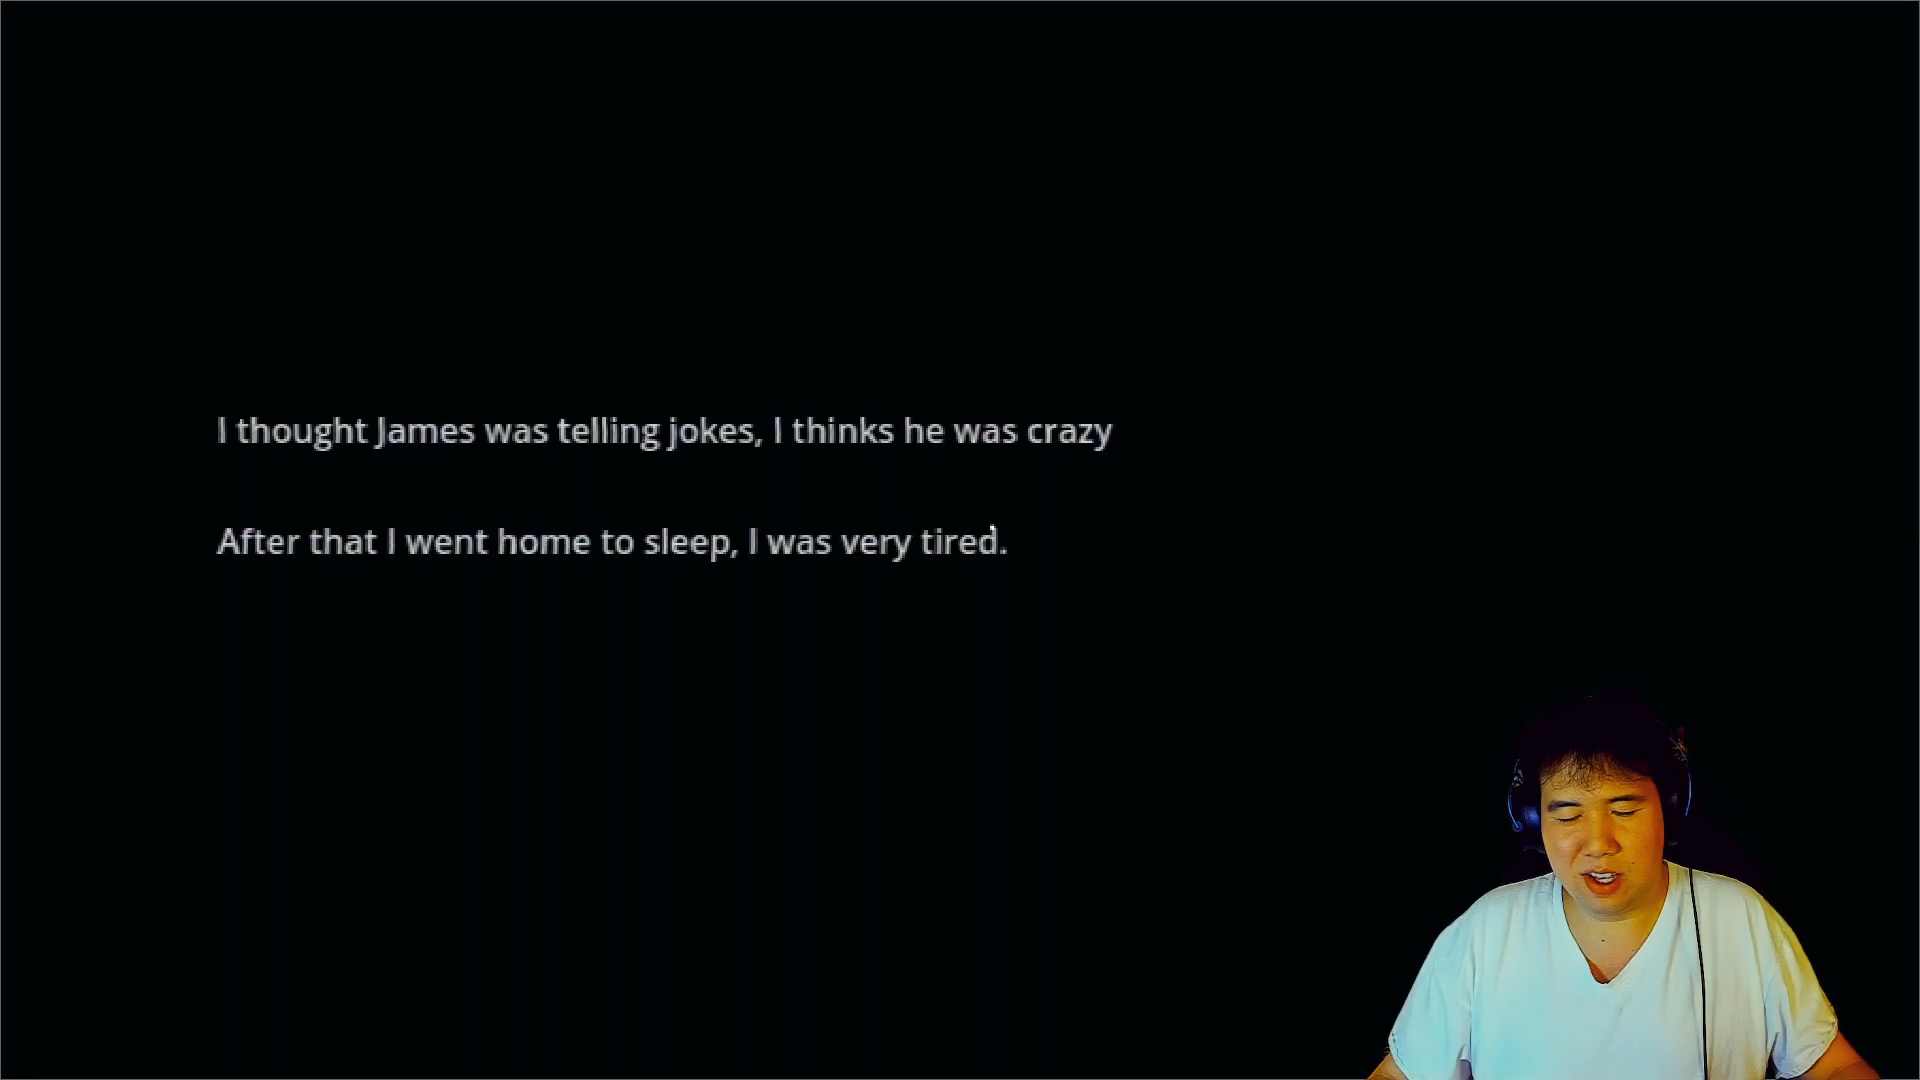 I thought James was telling jokes, I thinks he was crazy
After that I went home to sleep, I was very tired.